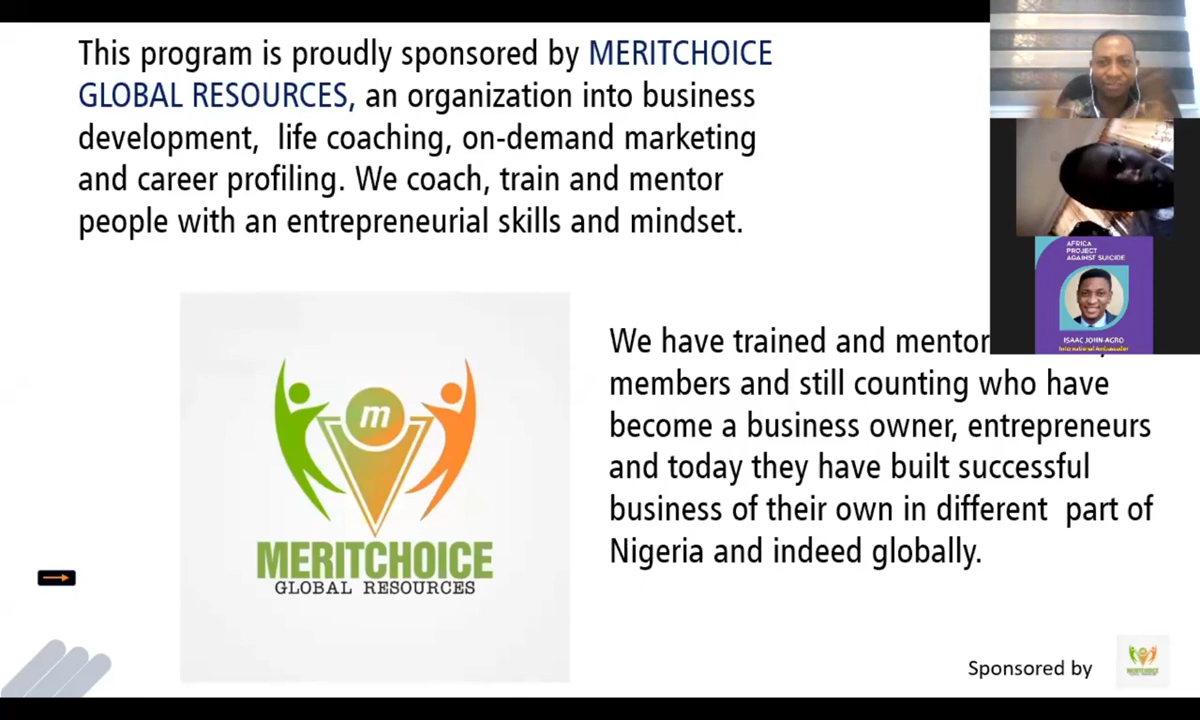 This program is proudly sponsored by MERITCHOICE
GLOBAL RESOURCES, an organization into business
development, life coaching, on-demand marketing
and career profiling. We coach, train and mentor
people with an entrepreneurial skills and mindset.
AFRICA
PROJECT
AGAINST SUICIDE
ISAAC JOHN-AGRO
International Ambassador
m
MERITCHOICE
GLOBAL RESOURCES
We have trained and
members and still counting who have
become a business owner, entrepreneurs
and today they have built successful
business of their own in different part of
Nigeria and indeed globally.
Sponsored by
MERITCHOICE